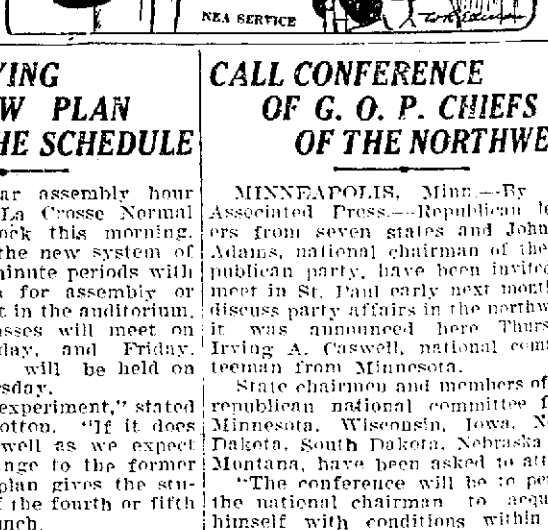 NEA SERVICE
YING
W PLAN
HE SCHEDULE
ar assembly hour
La Crosse Normal
ock this morning.
the new system of
minute periods with
for assembly or
t in the auditorium.
asses will meet on
day, and Friday.
will be held on
sday.
experiment," stated
otton. "If it does
well as we expect
nge to the former
plan gives the stu-
f the fourth or fifth
nch.
CALL CONFERENCE
OF G. O. P. CHIEFS
OF THE NORTHWE
MINNEAPOLIS, Minn.—By
Associated Press.—Republican le
ers from seven states and John
Adams, national chairman of the
publican party, have been invited
meet in St. Paul early next month
discuss party affairs in the northw
it was announced here Thurs
Irving A. Caswell, national com
teeman from Minnesota.
State chairmen and members of
republican national committee f
Minnesota, Wisconsin, Iowa, N
Dakota, South Dakota, Nebraska
Montana, have been asked to att
"The conference will be to pe
the national chairman to acqu
himself with conditions within